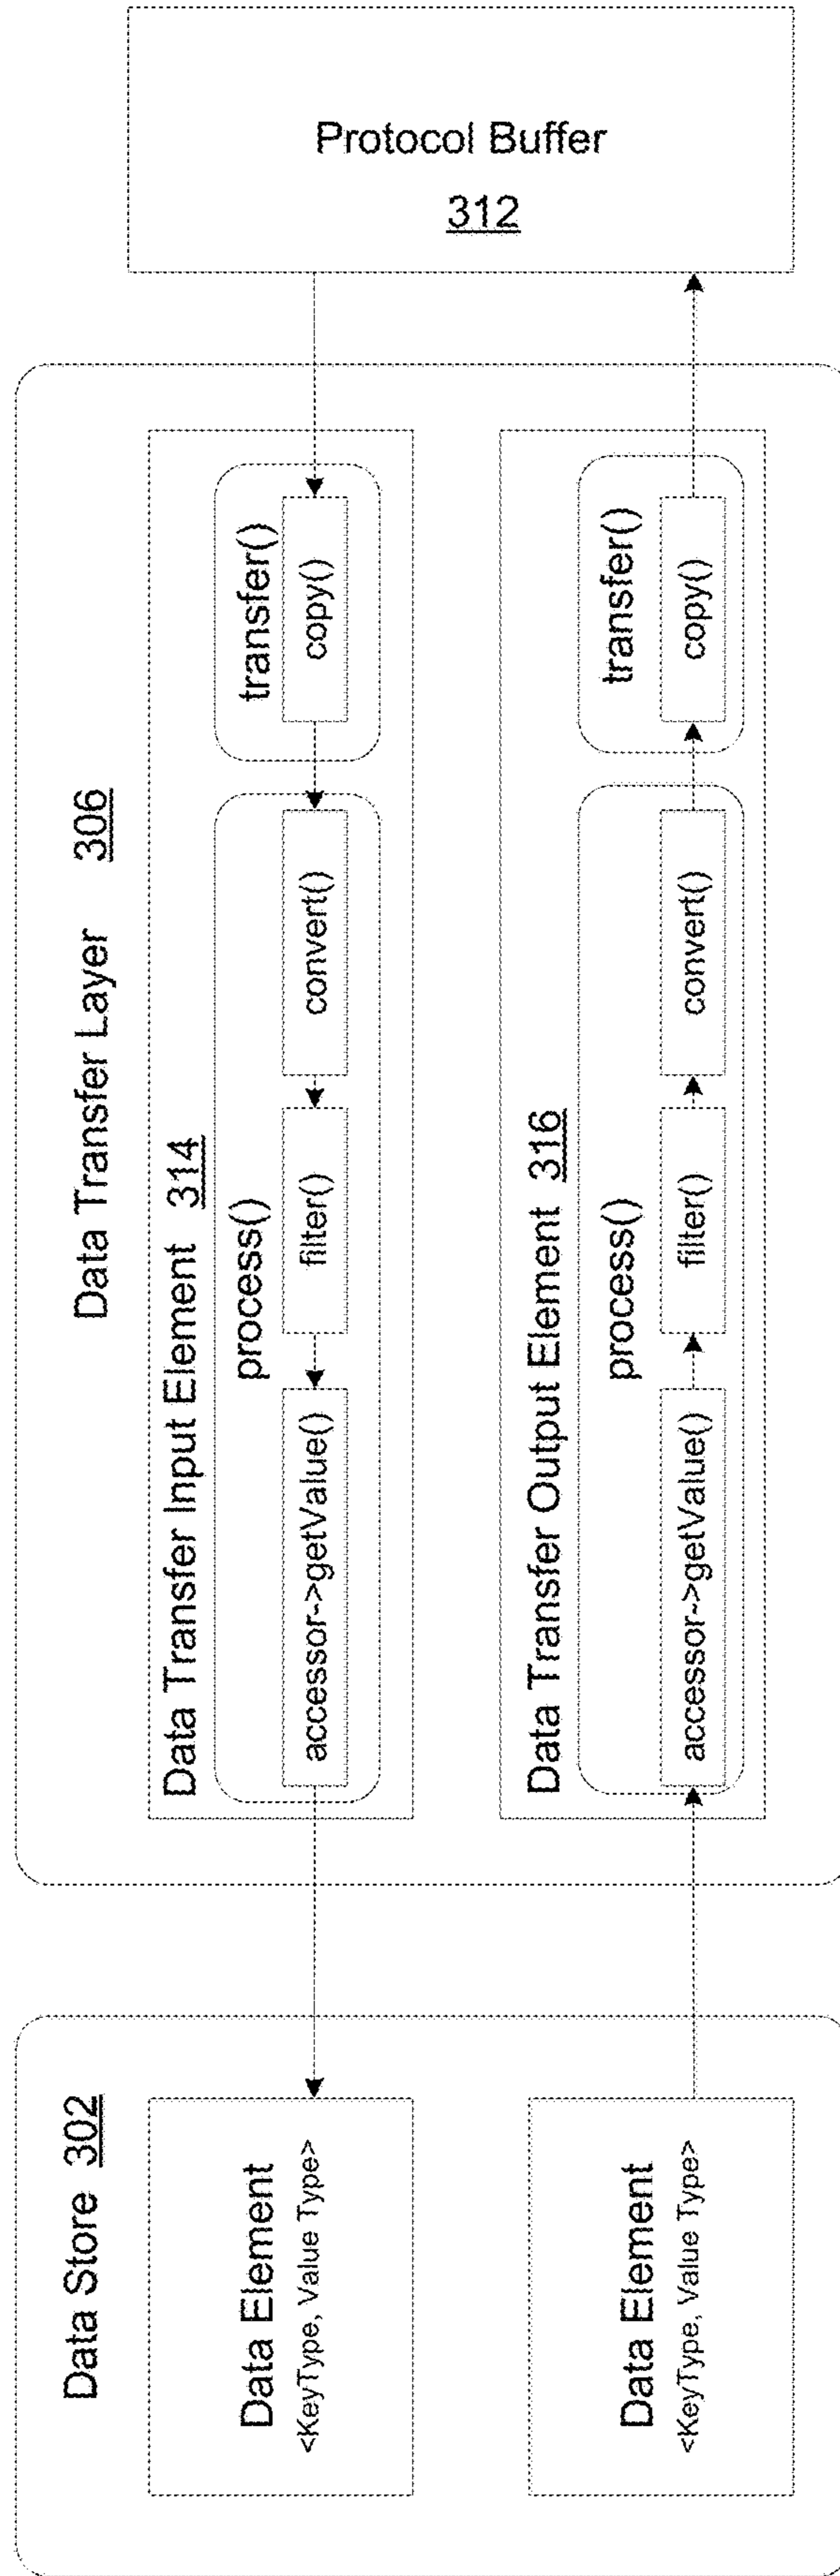 Data Store 302
Data Element
<KeyType, Value Type>
Data Element
<KeyType, Value Type>
Data Transfer Layer 306
Data Transfer Input Element 314
process()
accessor->getValue()
filter()
convert()
transfer()
copy()
Data Transfer Output Element 316
process()
accessor->getValue()
filter()
convert()
transfer()
copy()
Protocol Buffer
312